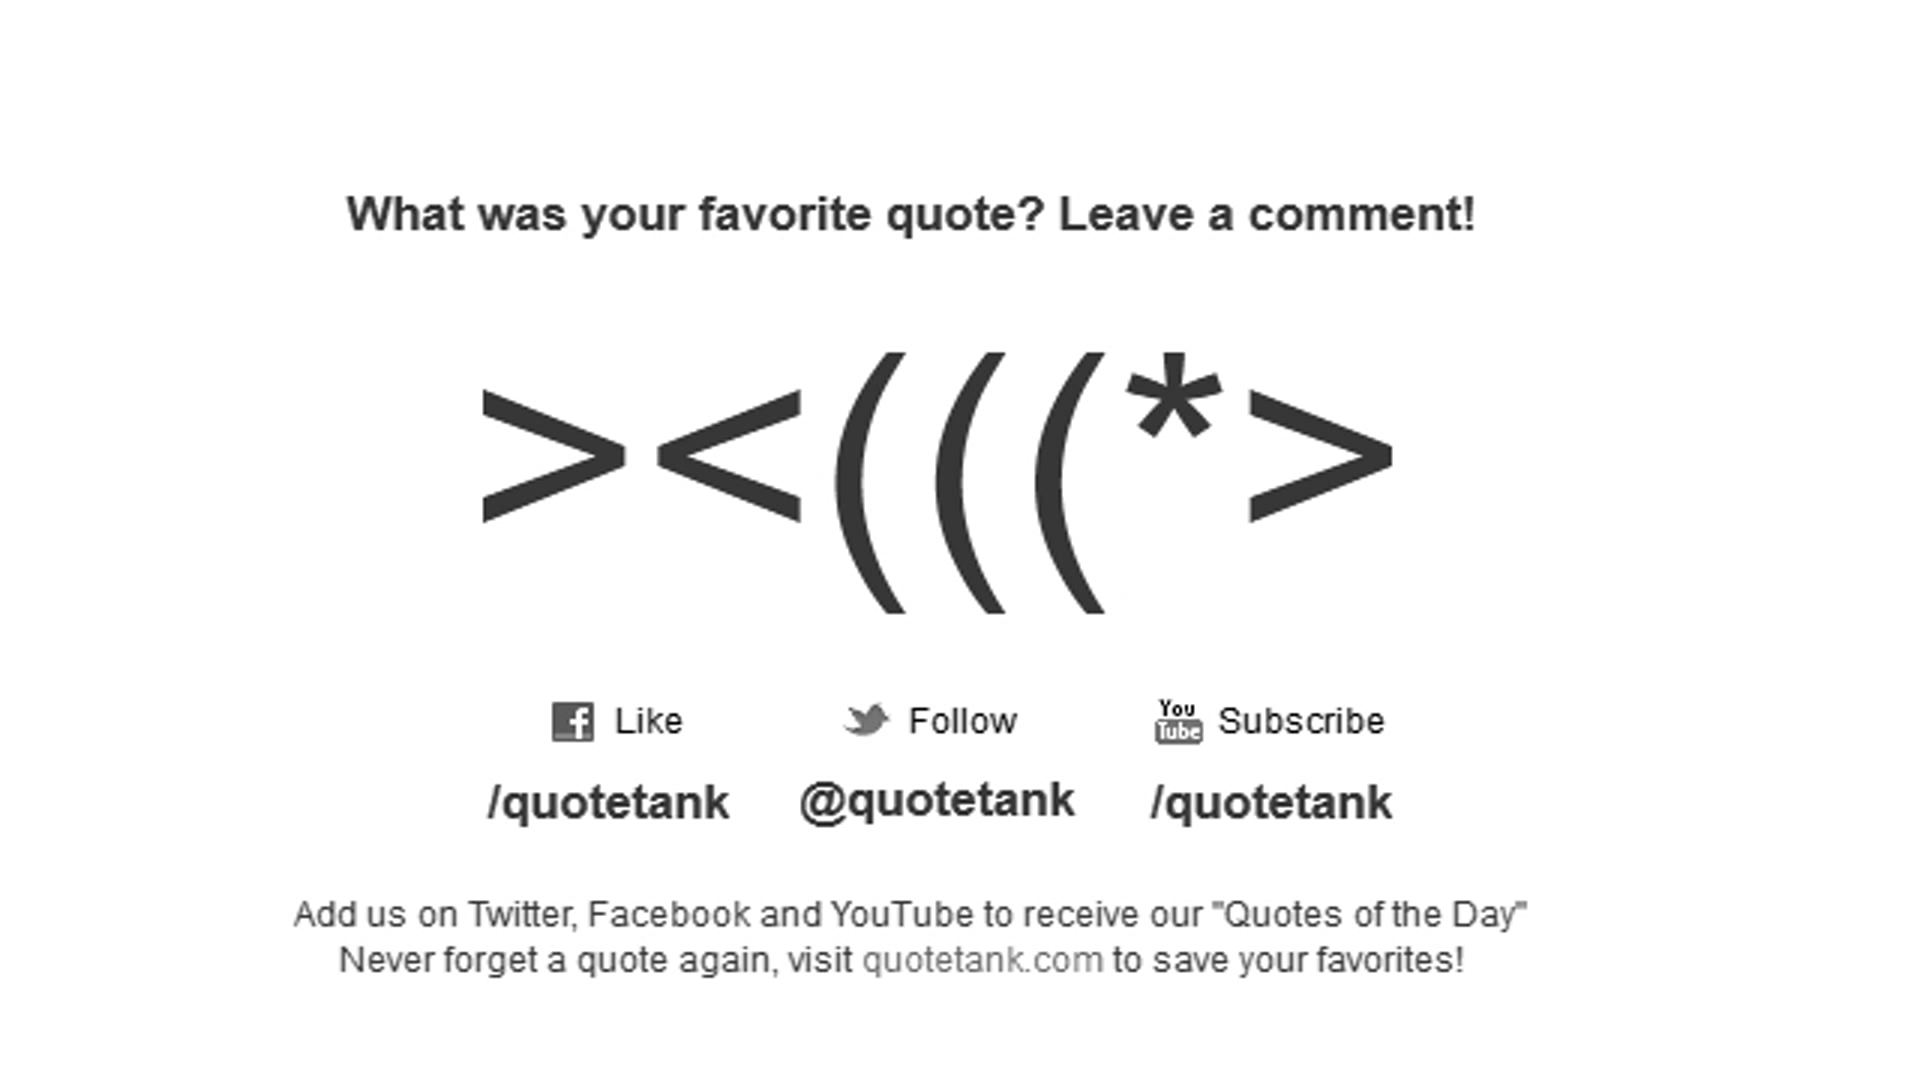 What was your favorite quote? Leave a comment!
><(((*>
f Like
Follow
You Tube Subscribe
/quotetank
@quotetank
/quotetank
Add us on Twitter, Facebook and YouTube to receive our "Quotes of the Day"
Never forget a quote again, visit quotetank.com to save your favorites!